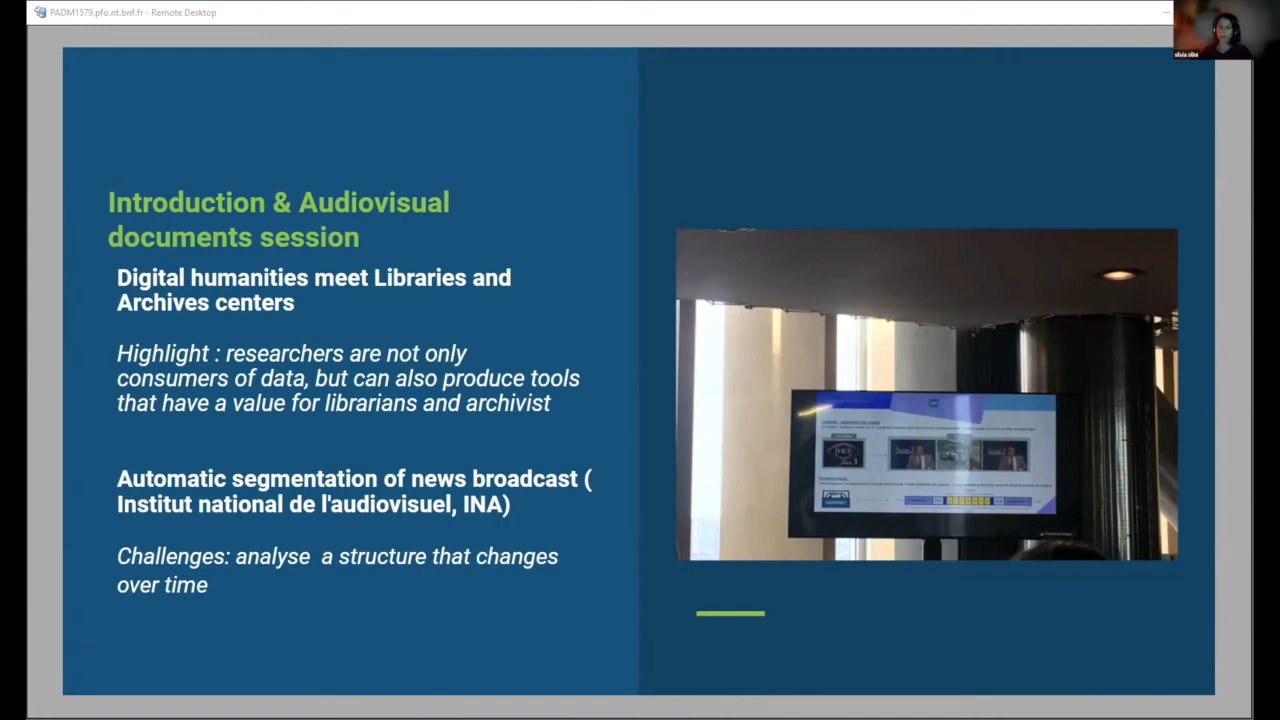 PADM1579.pfo.nt.bnf.fr - Remote Desktop
silvia slini
Introduction & Audiovisual
documents session
Digital humanities meet Libraries and
Archives centers
Highlight : researchers are not only
consumers of data, but can also produce tools
that have a value for librarians and archivist
Automatic segmentation of news broadcast (
Institut national de l'audiovisuel, INA)
Challenges: analyse  a structure that changes
over time